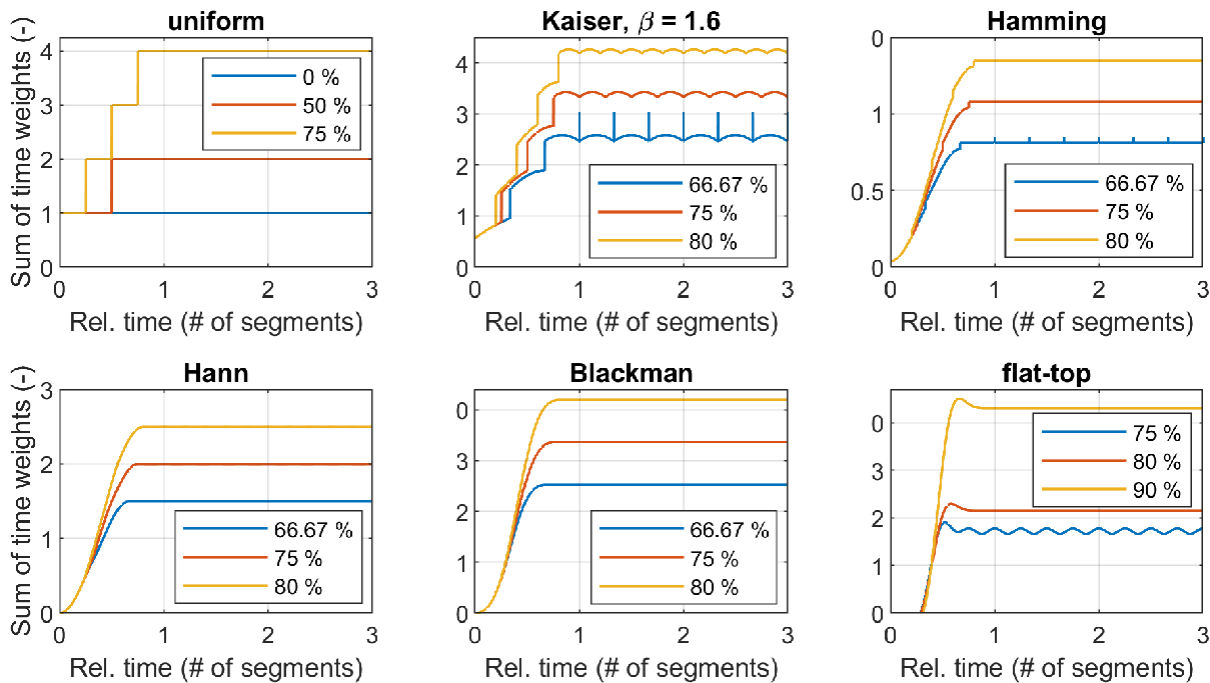 uniform
Sum of time weights (-)
4
3
2
1
0
0 %
50 %
75 %
0 1 2 3
Rel. time (# of segments)
Kaiser, β = 1.6
4
3
2
1
0
66.67 %
75 %
80 %
0 1 2 3
Rel. time (# of segments)
Hamming
0
1
0.5
0
66.67 %
75 %
80 %
0 1 2 3
Rel. time (# of segments)
Hann
Sum of time weights (-)
3
2
1
0
66.67 %
75 %
80 %
0 1 2 3
Rel. time (# of segments)
Blackman
0
3
2
1
0
66.67 %
75 %
80 %
0 1 2 3
Rel. time (# of segments)
flat-top
0
3
2
1
0
75 %
80 %
90 %
0 1 2 3
Rel. time (# of segments)